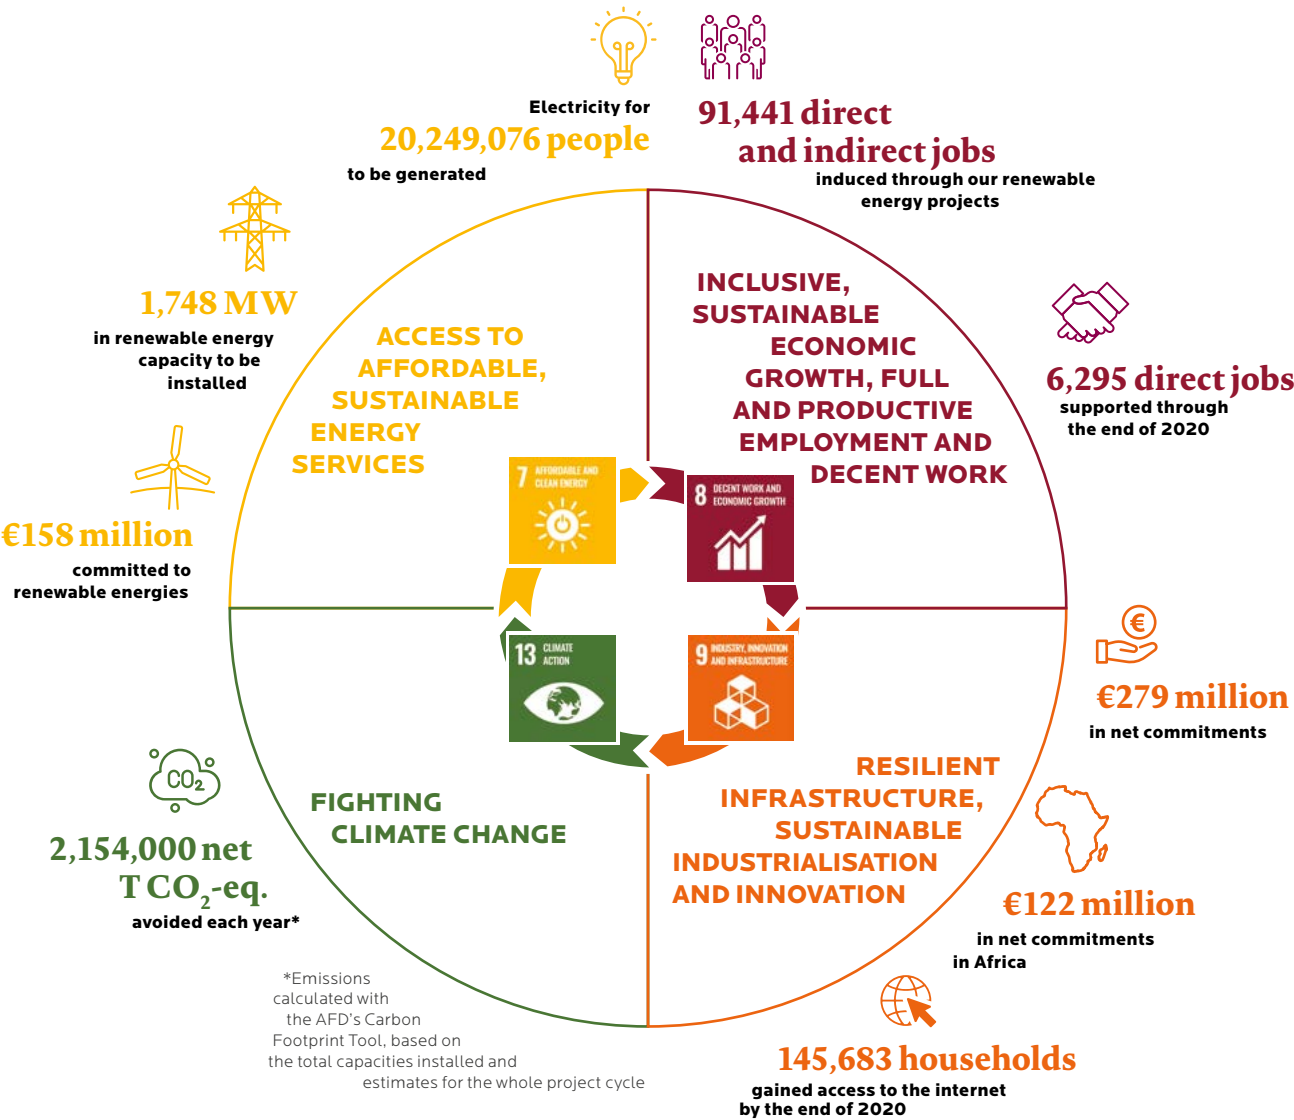 Electricity for
20,249,076 people
to be generated
91,441 direct
and indirect jobs
induced through our renewable
energy projects
1,748 MW
in renewable energy
capacity to be
installed
ACCESS TO
AFFORDABLE,
SUSTAINABLE
ENERGY
SERVICES
INCLUSIVE,
SUSTAINABLE
ECONOMIC
GROWTH, FULL
AND PRODUCTIVE
EMPLOYMENT AND
DECENT WORK
6,295 direct jobs
supported through
the end of 2020
€158 million
committed to
renewable energies
7 AFFORDABLE AND
CLEAN ENERGY
8 DECENT WORK AND
ECONOMIC GROWTH
13 CLIMATE
ACTION
9 INDUSTRY, INNOVATION
AND INFRASTRUCTURE
€
€279 million
in net commitments
CO2
2,154,000 net
T CO2-eq.
avoided each year*
FIGHTING
CLIMATE CHANGE
RESILIENT
INFRASTRUCTURE,
SUSTAINABLE
INDUSTRIALISATION
AND INNOVATION
€122 million
in net commitments
in Africa
*Emissions
calculated with
the AFD's Carbon
Footprint Tool, based on
the total capacities installed and
estimates for the whole project cycle
145,683 households
gained access to the internet
by the end of 2020